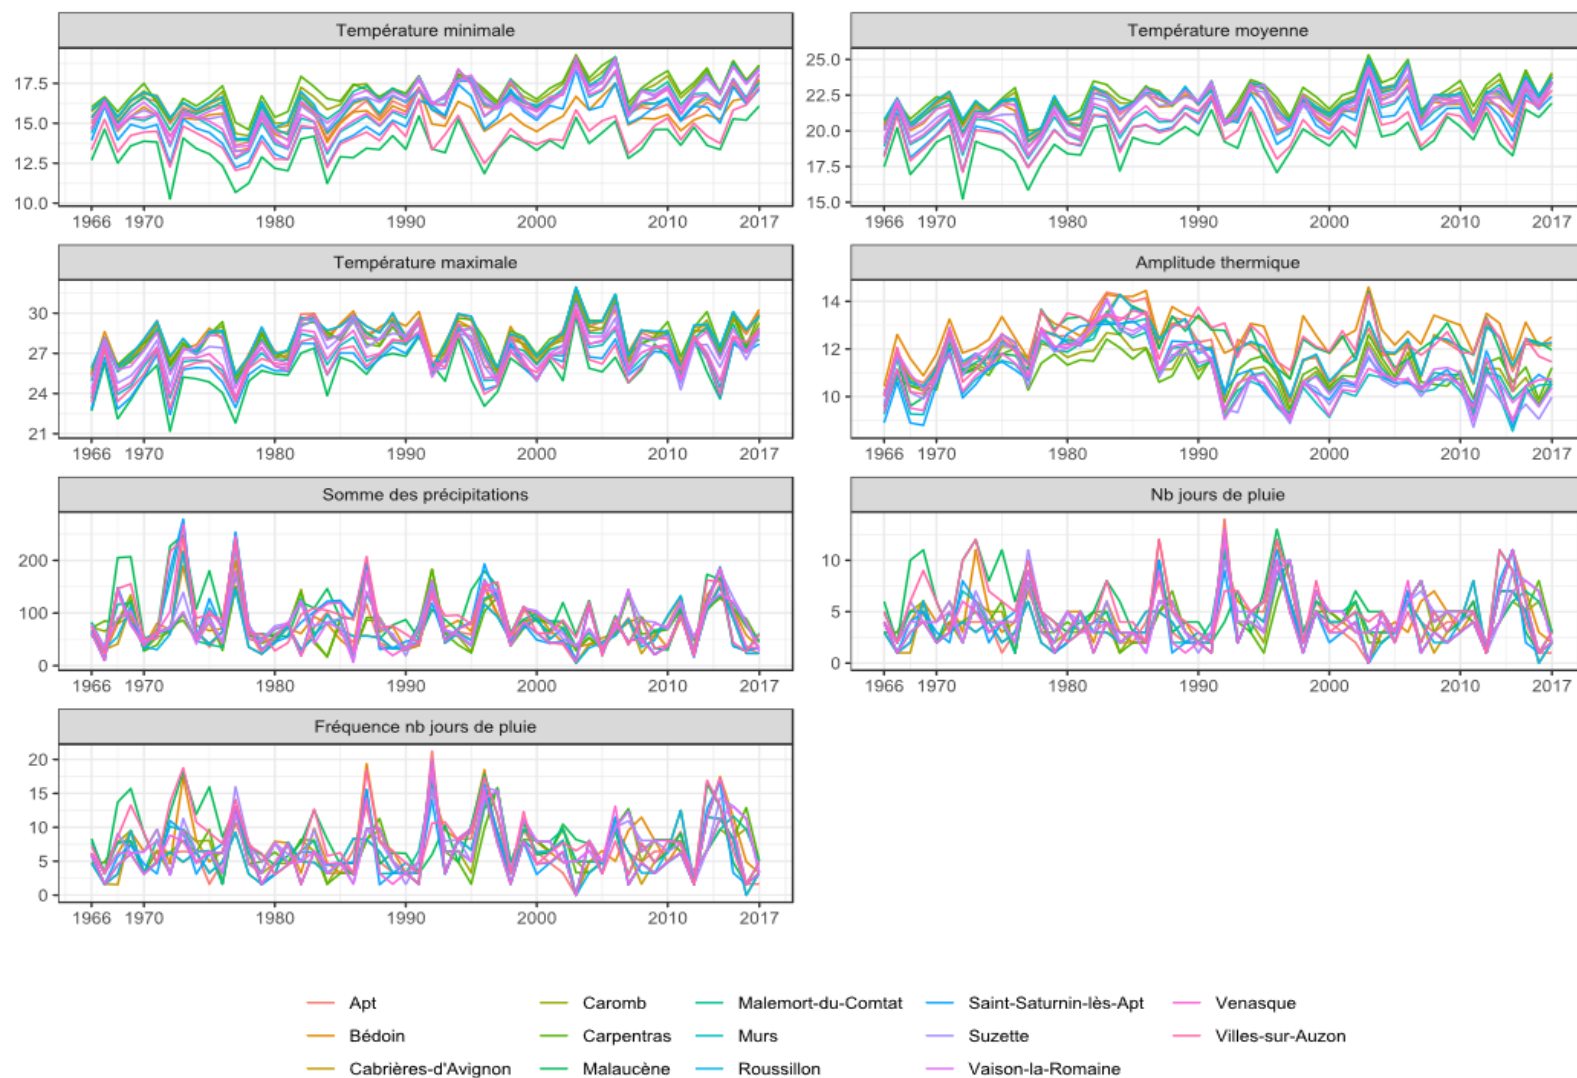 Température minimale
Température moyenne
17.5
15.0
12.5
10.0
1966 1970 1980 1990 2000 2010 2017
25.0
22.5
20.0
17.5
15.0
1966 1970 1980 1990 2000 2010 2017
Température maximale
Amplitude thermique
30
27
24
21
1966 1970 1980 1990 2000 2010 2017
14
12
10
1966 1970 1980 1990 2000 2010 2017
Somme des précipitations
Nb jours de pluie
200
100
0
1966 1970 1980 1990 2000 2010 2017
10
5
0
1966 1970 1980 1990 2000 2010 2017
Fréquence nb jours de pluie
20
15
10
5
0
1966 1970 1980 1990 2000 2010 2017
Apt
Bédoin
Cabrières-d'Avignon
Caromb
Carpentras
Malaucène
Malemort-du-Comtat
Murs
Roussillon
Saint-Saturnin-lès-Apt
Suzette
Vaison-la-Romaine
Venasque
Villes-sur-Auzon